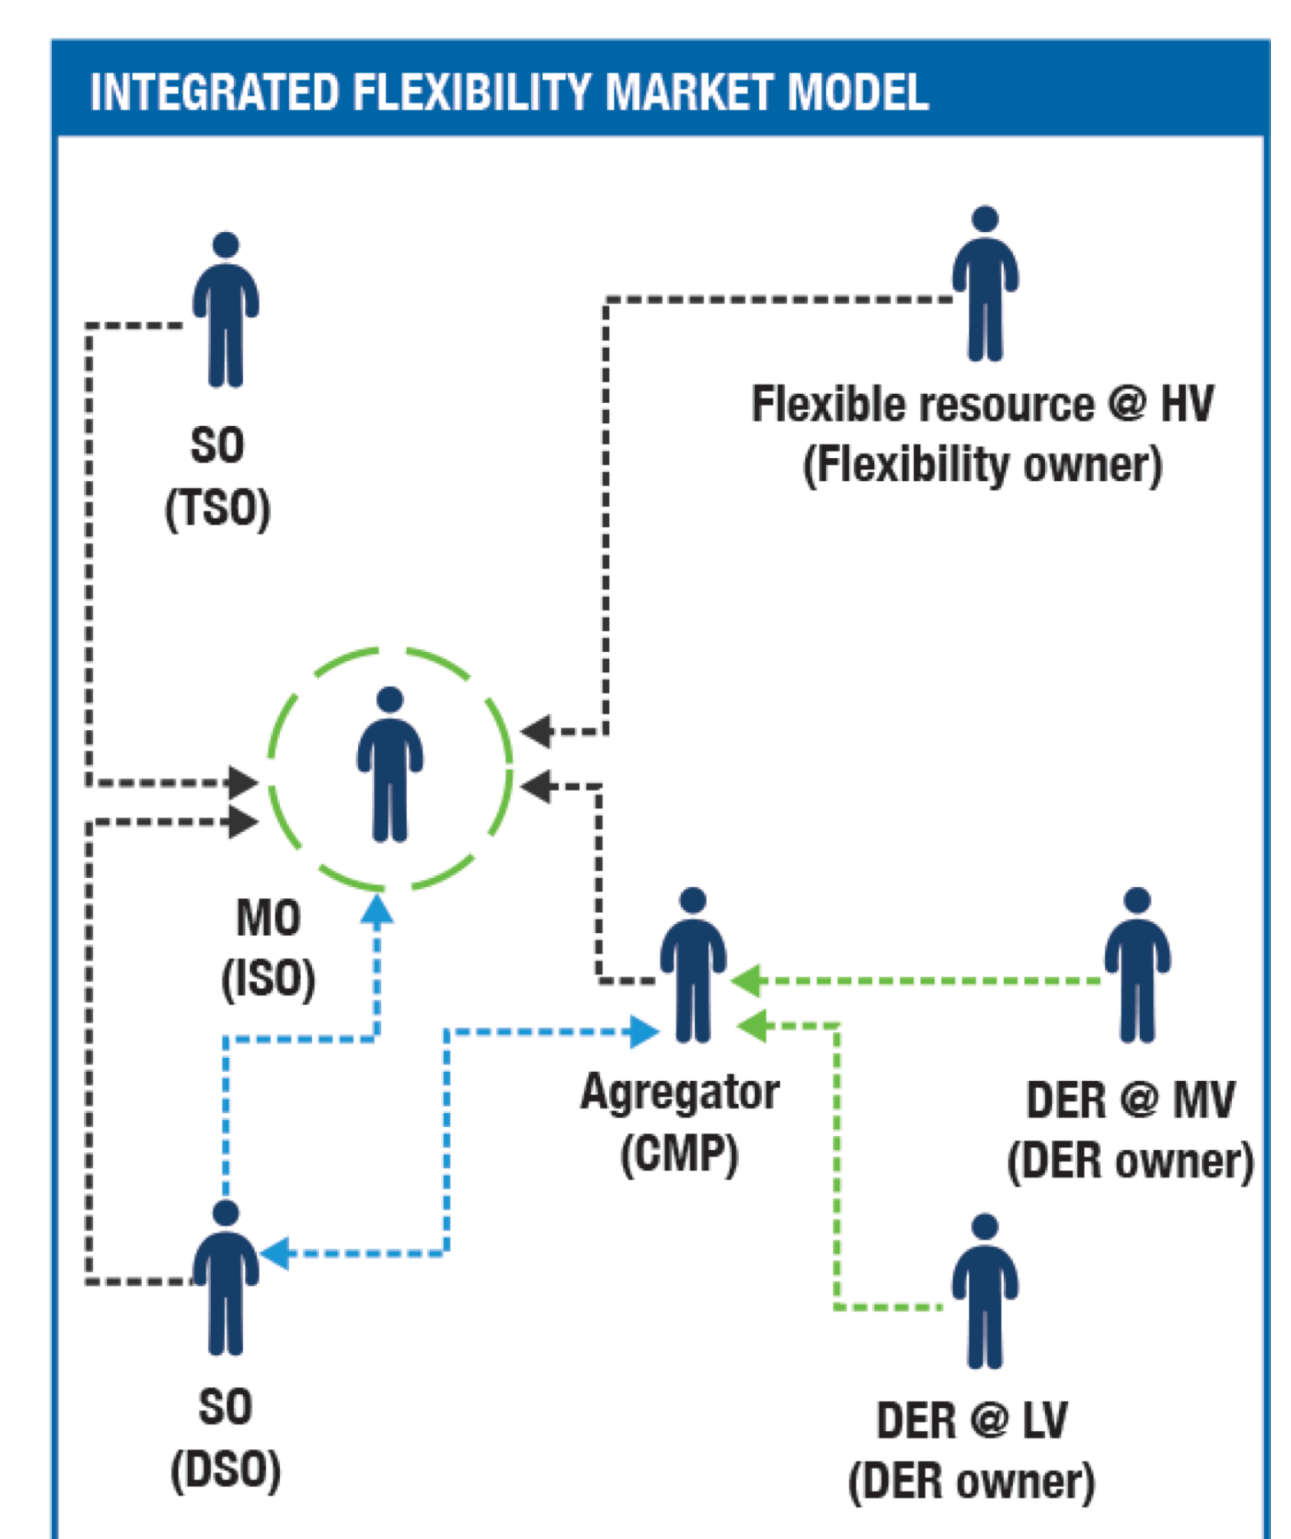 INTEGRATED FLEXIBILITY MARKET MODEL
SO
(TSO)
Flexible resource @ HV
(Flexibility owner)
MO
(ISO)
Agregator
(CMP)
DER @ MV
(DER owner)
SO
(DSO)
DER @ LV
(DER owner)